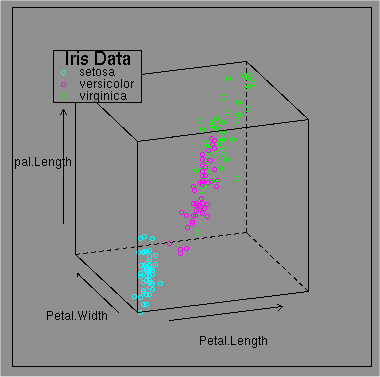 Iris Data
setosa
versicolor
virginica
pal.Length
Petal.Width
Petal.Length